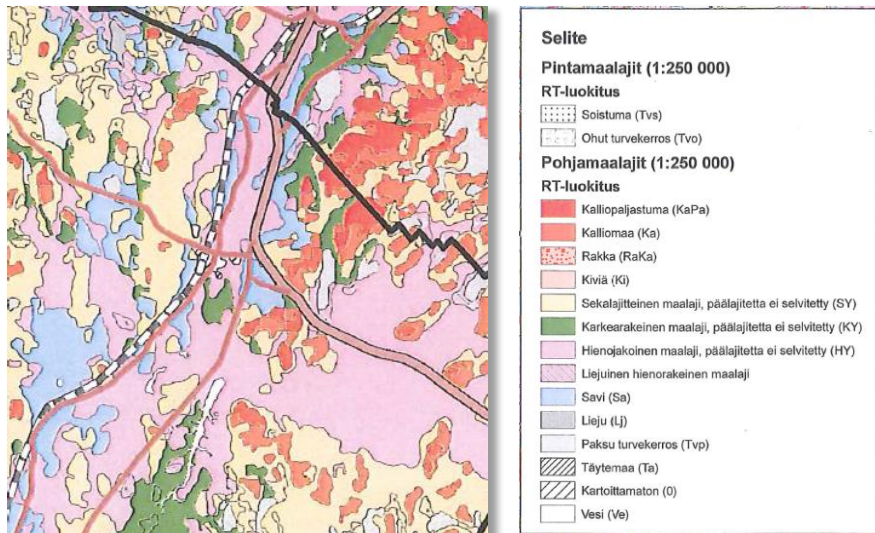 Selite
Pintamaalajit (1:250 000)
RT-luokitus
Soistuma (Tvs)
Ohut turvekerros (Tvo)
Pohjamaalajit (1:250 000)
RT-luokitus
Kalliopaljastuma (KaPa)
Kalliomaa (Ka)
Rakka (RaKa)
Kiviä (Ki)
Sekalajitteinen maalaji, päälajitetta ei selvitetty (SY)
Karkearakeinen maalaji, päälajitetta ei selvitetty (KY)
Hienojakoinen maalaji, päälajitetta ei selvitetty (HY)
Liejuinen hienorakeinen maalaji
Savi (Sa)
Lieju (Lj)
Paksu turvekerros (Tvp)
Täytemaa (Ta)
Kartoittamaton (0)
Vesi (Ve)